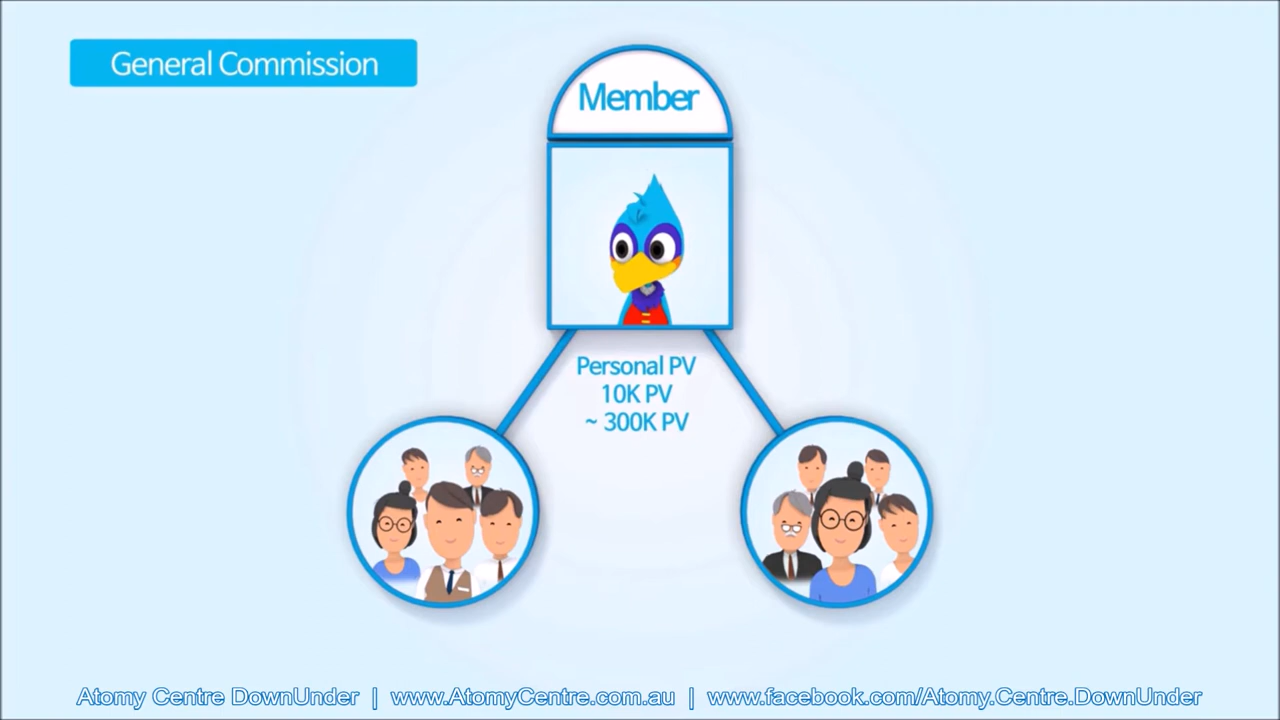 General Commission
Member
Personal PV
10K PV
~ 300K PV
Atomy Centre DownUnder | www.AtomyCentre.com.au | www.facebook.com/Atomy.Centre.DownUnder